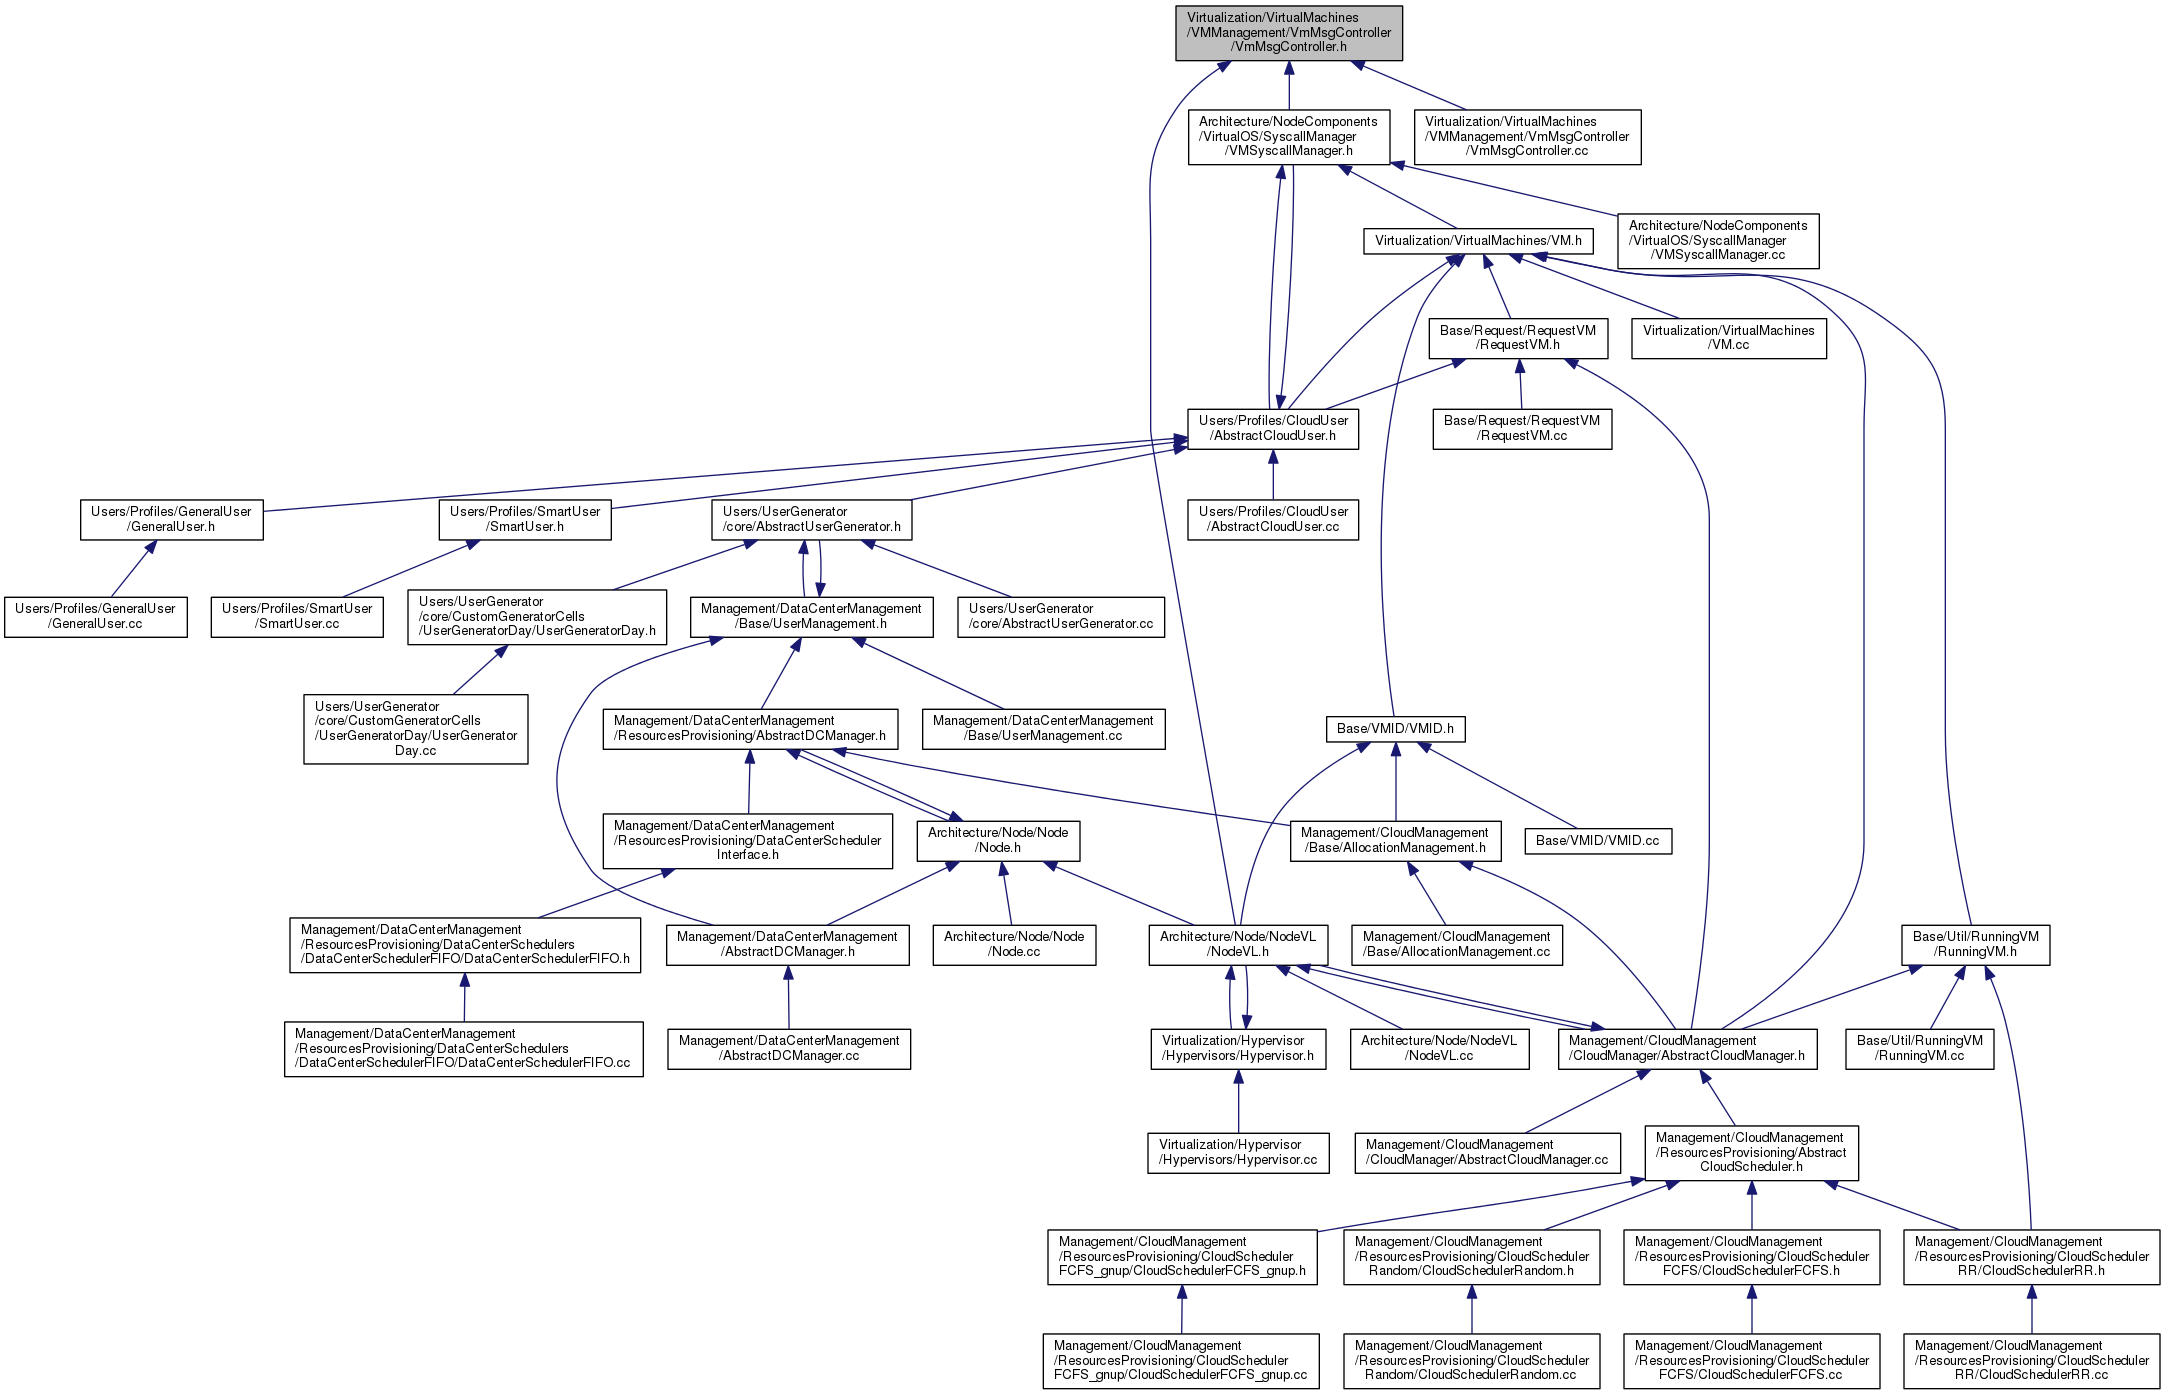 Virtualization/VirtualMachines
/VMManagement/VmMsgController
/VmMsgController.h
Architecture/NodeComponents
/VirtualOS/SyscallManager
/VMSyscallManager.h
Virtualization/VirtualMachines
/VMManagement/VmMsgController
/VmMsgController.cc
Virtualization/VirtualMachines/VM.h
Architecture/NodeComponents
/VirtualOS/SyscallManager
/VMSyscallManager.cc
Base/Request/RequestVM
/RequestVM.h
Virtualization/VirtualMachines
/VM.cc
Users/Profiles/CloudUser
/AbstractCloudUser.h
Base/Request/RequestVM
/RequestVM.cc
Users/Profiles/GeneralUser
/GeneralUser.h
Users/Profiles/SmartUser
/SmartUser.h
Users/UserGenerator
/core/AbstractUserGenerator.h
Users/Profiles/CloudUser
/AbstractCloudUser.cc
Users/Profiles/GeneralUser
/GeneralUser.cc
Users/Profiles/SmartUser
/SmartUser.cc
Users/UserGenerator
/core/CustomGeneratorCells
/UserGeneratorDay/UserGeneratorDay.h
Management/DataCenterManagement
/Base/UserManagement.h
Users/UserGenerator
/core/AbstractUserGenerator.cc
Users/UserGenerator
/core/CustomGeneratorCells
/UserGeneratorDay/UserGenerator
Day.cc
Management/DataCenterManagement
/ResourcesProvisioning/AbstractDCManager.h
Management/DataCenterManagement
/Base/UserManagement.cc
Base/VMID/VMID.h
Management/DataCenterManagement
/ResourcesProvisioning/DataCenterScheduler
Interface.h
Architecture/Node/Node
/Node.h
Management/CloudManagement
/Base/AllocationManagement.h
Base/VMID/VMID.cc
Management/DataCenterManagement
/ResourcesProvisioning/DataCenterSchedulers
/DataCenterSchedulerFIFO/DataCenterSchedulerFIFO.h
Management/DataCenterManagement
/AbstractDCManager.h
Architecture/Node/Node
/Node.cc
Architecture/Node/NodeVL
/NodeVL.h
Management/CloudManagement
/Base/AllocationManagement.cc
Base/Util/RunningVM
/RunningVM.h
Management/DataCenterManagement
/ResourcesProvisioning/DataCenterSchedulers
/DataCenterSchedulerFIFO/DataCenterSchedulerFIFO.cc
Management/DataCenterManagement
/AbstractDCManager.cc
Virtualization/Hypervisor
/Hypervisors/Hypervisor.h
Architecture/Node/NodeVL
/NodeVL.cc
Management/CloudManagement
/CloudManager/AbstractCloudManager.h
Base/Util/RunningVM
/RunningVM.cc
Virtualization/Hypervisor
/Hypervisors/Hypervisor.cc
Management/CloudManagement
/CloudManager/AbstractCloudManager.cc
Management/CloudManagement
/ResourcesProvisioning/Abstract
CloudScheduler.h
Management/CloudManagement
/ResourcesProvisioning/CloudScheduler
FCFS_gnup/CloudSchedulerFCFS_gnup.h
Management/CloudManagement
/ResourcesProvisioning/CloudScheduler
Random/CloudSchedulerRandom.h
Management/CloudManagement
/ResourcesProvisioning/CloudScheduler
FCFS/CloudSchedulerFCFS.h
Management/CloudManagement
/ResourcesProvisioning/CloudScheduler
RR/CloudSchedulerRR.h
Management/CloudManagement
/ResourcesProvisioning/CloudScheduler
FCFS_gnup/CloudSchedulerFCFS_gnup.cc
Management/CloudManagement
/ResourcesProvisioning/CloudScheduler
Random/CloudSchedulerRandom.cc
Management/CloudManagement
/ResourcesProvisioning/CloudScheduler
FCFS/CloudSchedulerFCFS.cc
Management/CloudManagement
/ResourcesProvisioning/CloudScheduler
RR/CloudSchedulerRR.cc